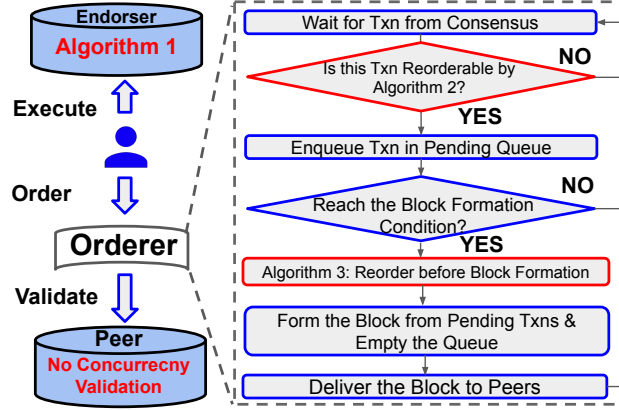 Endorser
Algorithm 1
Execute
Order
Orderer
Validate
Peer
No Concurrecny
Validation
Wait for Txn from Consensus
Is this Txn Reorderable by
Algorithm 2?
NO
YES
Enqueue Txn in Pending Queue
Reach the Block Formation
Condition?
NO
YES
Algorithm 3: Reorder before Block Formation
Form the Block from Pending Txns &
Empty the Queue
Deliver the Block to Peers